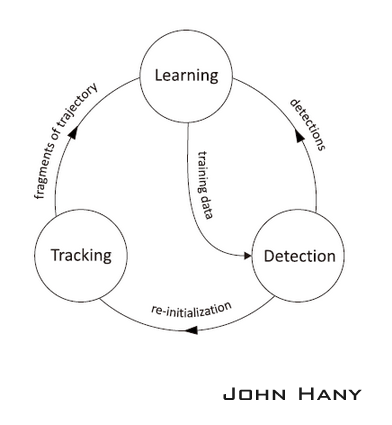 Learning
fragments of trajectory
detections
training data
Tracking
Detection
re-initialization
John Hany